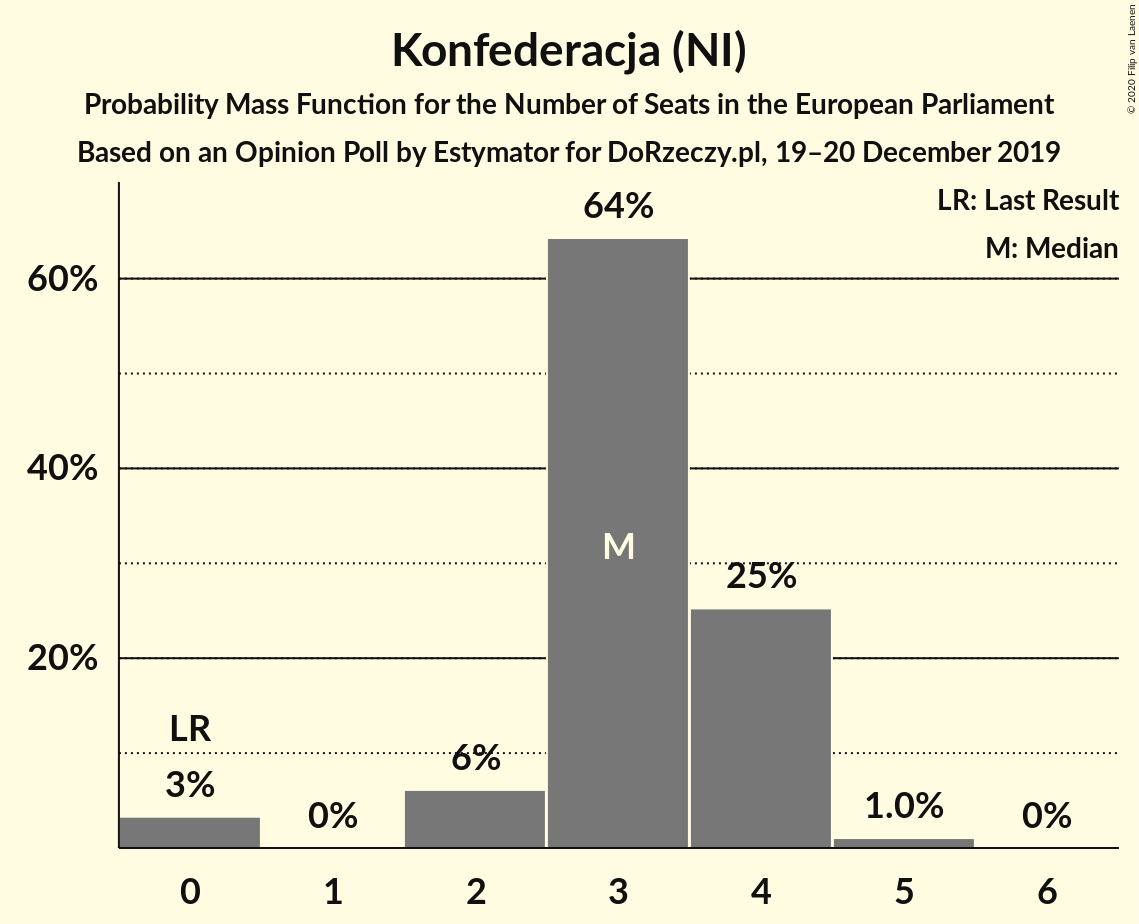 Konfederacja (NI)
Probability Mass Function for the Number of Seats in the European Parliament
Based on an Opinion Poll by Estymator for DoRzeczy.pl, 19–20 December 2019
© 2020 Filip van Laenen
LR: Last Result
M: Median
60%
40%
20%
LR
3%
0%
6%
64%
M
25%
1.0%
0%
0 1 2 3 4 5 6